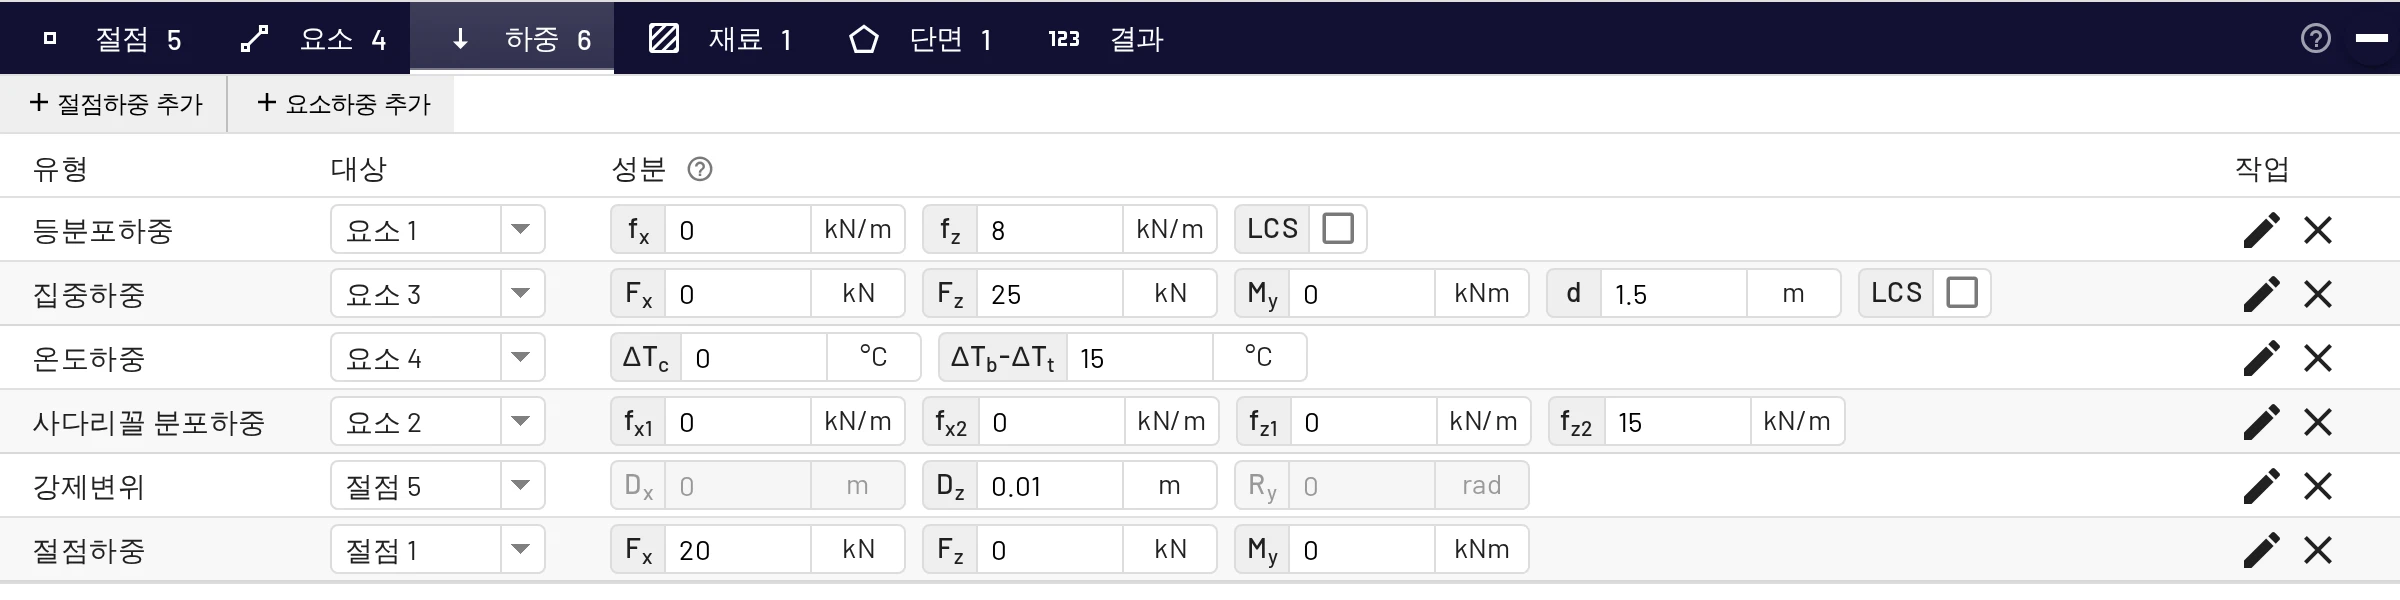 절점 5 요소 4 하중 6 재료 1 단면 1 123 결과
+ 절점하중 추가 + 요소하중 추가
유형 대상 성분 작업
등분포하중 요소 1 fx 0 kN/m fz 8 kN/m LCS
집중하중 요소 3 Fx 0 kN Fz 25 kN My 0 kNm d 1.5 m LCS
온도하중 요소 4 ΔTc 0 °C ΔTb-ΔTt 15 °C
사다리꼴 분포하중 요소 2 fx1 0 kN/m fx2 0 kN/m fz1 0 kN/m fz2 15 kN/m
강제변위 절점 5 Dx 0 m Dz 0.01 m Ry 0 rad
절점하중 절점 1 Fx 20 kN Fz 0 kN My 0 kNm